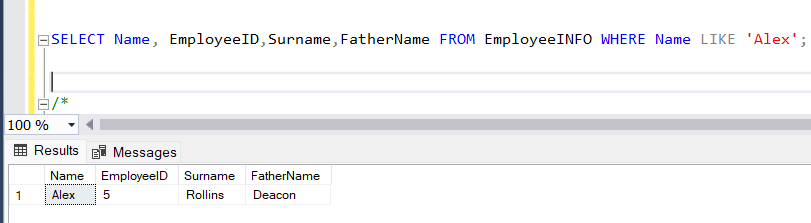 SELECT Name, EmployeeID,Surname,FatherName FROM EmployeeINFO WHERE Name LIKE 'Alex';
/*
100 %
Results Messages
Name EmployeeID Surname FatherName
1 Alex 5 Rollins Deacon